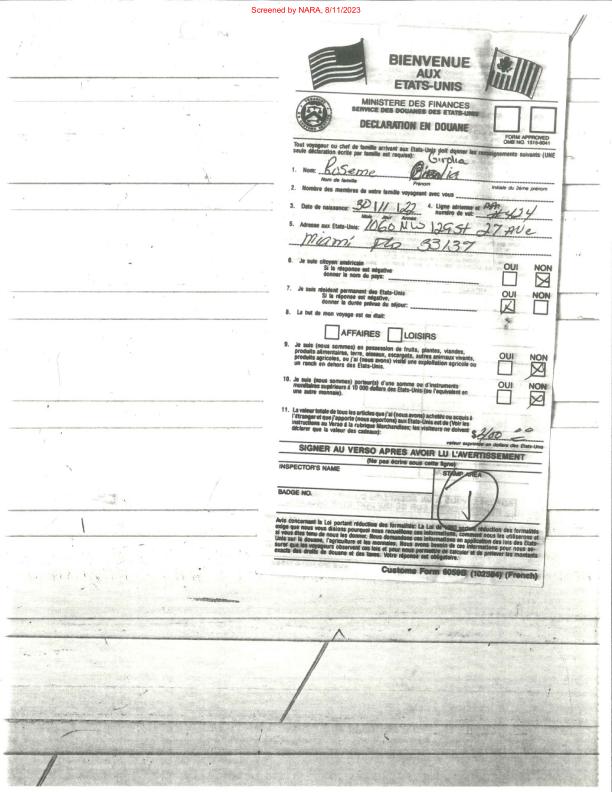 Screened by NARA, 8/11/2023
BIENVENUE
AUX
ETATS-UNIS
MINISTERE DES FINANCES
SERVICE DES DOUANES DES ETATS-UNIS
DECLARATION EN DOUANE
FORM APPROVED
OMB NO. 1515-0041
Tout voyageur ou chef de famille arrivant aux Etats-Unis doit donner les renseignements suivants (UNE
seule déclaration écrite par famille est requise):
1. Nom: Roseme
Nom de famille Prénom Initiale du 2ème prénom
2. Nombre des membres de votre famille voyageant avec vous
3. Date de naissance: 30 11 22 4. Ligne aérienne et
numéro de vol: #424
Mois Jour Année
5. Adresse aux Etats-Unis: 1060 NW 129 St 27 Ave
Miami Fla 33137
6. Je suis citoyen américain
Si la réponse est négative
donner le nom du pays:
OUI NON
7. Je suis résident permanent des Etats-Unis
Si la réponse est négative,
donner la durée prévue du séjour:
OUI NON
8. Le but de mon voyage est ou était:
AFFAIRES LOISIRS
9. Je suis (nous sommes) en possession de fruits, plantes, viandes,
produits alimentaires, terre, oiseaux, escargots, autres animaux vivants,
produits agricoles, ou j'ai (nous avons) visité une exploitation agricole ou
un ranch en dehors des Etats-Unis.
OUI NON
10. Je suis (nous sommes) porteur(s) d'une somme ou d'instruments
monétaires supérieurs à 10 000 dollars des Etats-Unis (ou l'équivalent en
une autre monnaie).
OUI NON
11. La valeur totale de tous les articles que j'ai (nous avons) achetés ou acquis à
l'étranger et que j'apporte (nous apportons) aux Etats-Unis est de (Voir les
instructions au Verso à la rubrique Marchandises; les visiteurs ne doivent
déclarer que la valeur des cadeaux):
$
valeur exprimée en dollars des Etats-Unis
SIGNER AU VERSO APRES AVOIR LU L'AVERTISSEMENT
(Ne pas écrire sous cette ligne)
INSPECTOR'S NAME STAMP AREA
BADGE NO.
Avis concernant la Loi portant réduction des formalités: La Loi de 1980 portant réduction des formalités
exige que nous vous disions pourquoi nous recueillons ces informations, comment nous les utiliserons et
si vous êtes tenu de nous les donner. Nous demandons ces informations en application des lois des Etats-
Unis sur la douane, l'agriculture et les monnaies. Nous avons besoin de ces informations pour nous as-
surer que les voyageurs observent ces lois et pour nous permettre de calculer et de prélever les montants
exacts des droits de douane et des taxes. Votre réponse est obligatoire.
Customs Form 6059B (102584) (French)